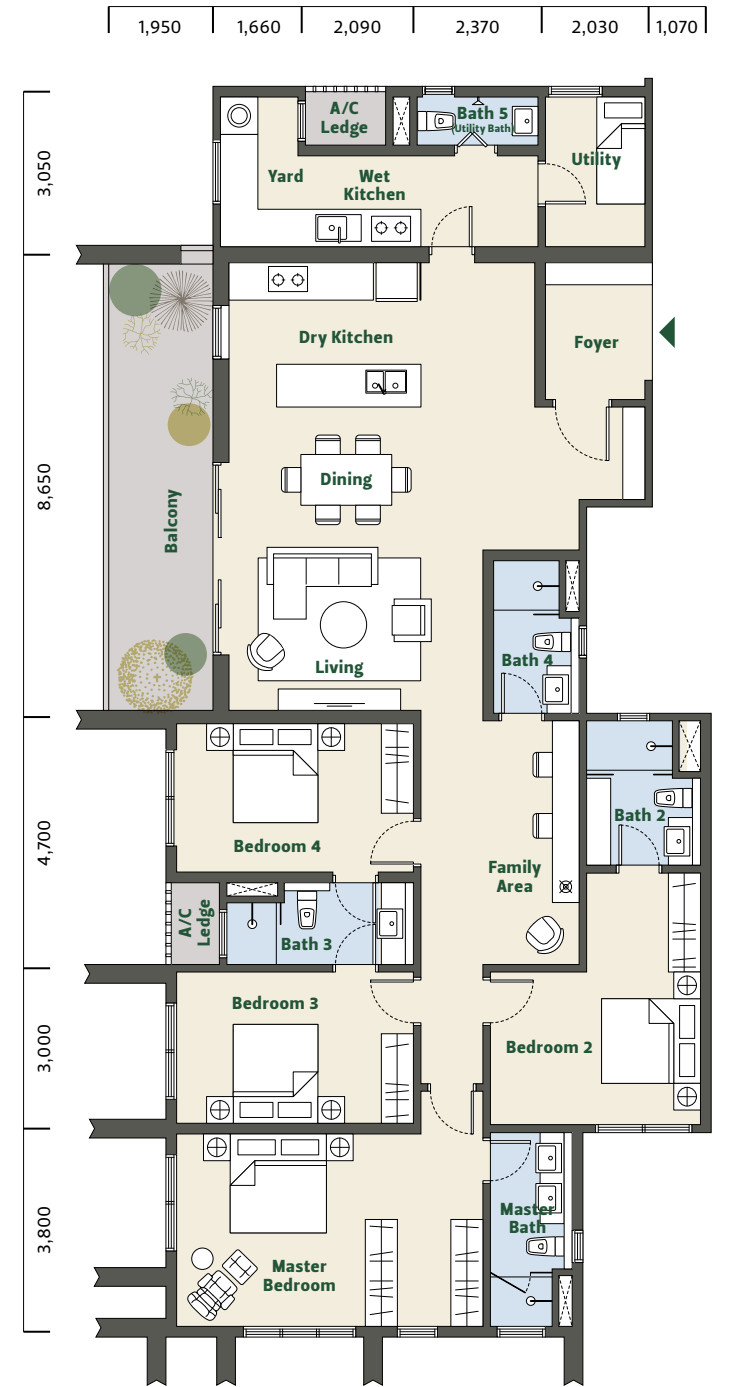 1,950
1,660
2,090
2,370
2,030
1,070
3,050
8,650
4,700
3,000
3,800
A/C
Ledge
Bath 5
(Utility Bath)
Utility
Yard
Wet
Kitchen
Dry Kitchen
Foyer
Dining
Balcony
Living
Bath 4
Bath 2
Bedroom 4
Family
Area
A/C
Ledge
Bath 3
Bedroom 3
Bedroom 2
Master
Bath
Master
Bedroom